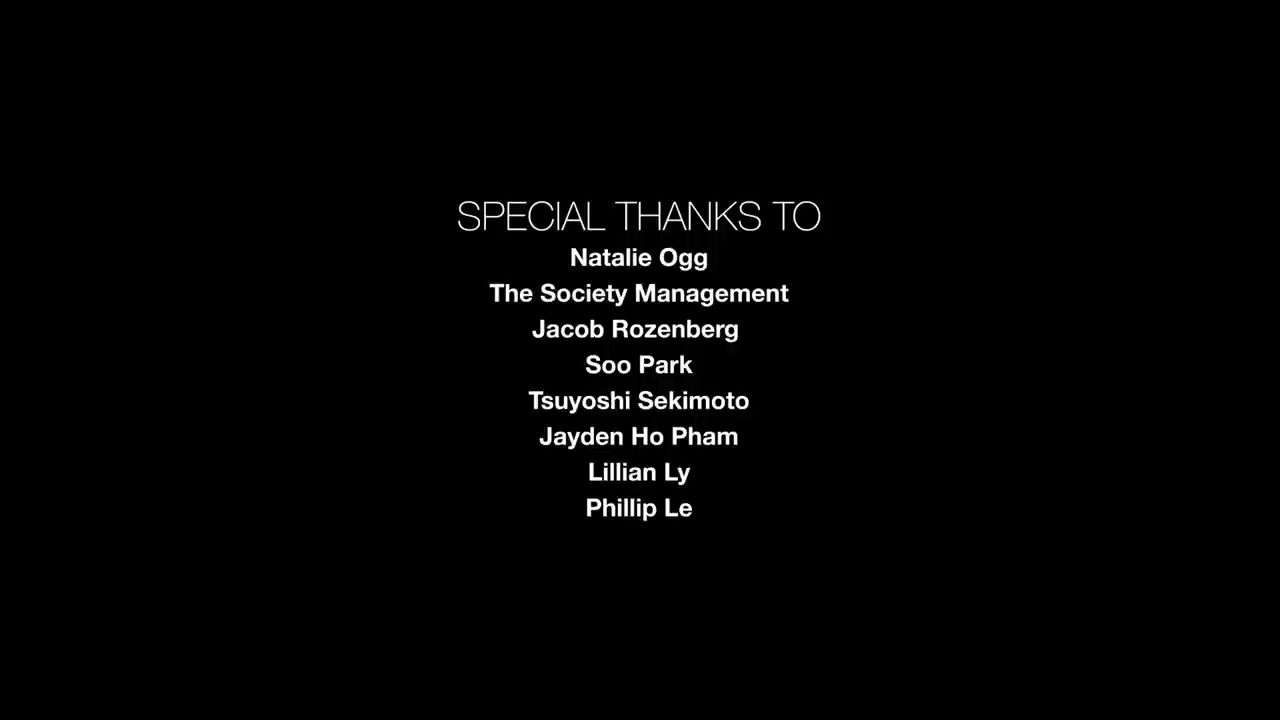 SPECIAL THANKS TO
Natalie Ogg
The Society Management
Jacob Rozenberg
Soo Park
Tsuyoshi Sekimoto
Jayden Ho Pham
Lillian Ly
Phillip Le